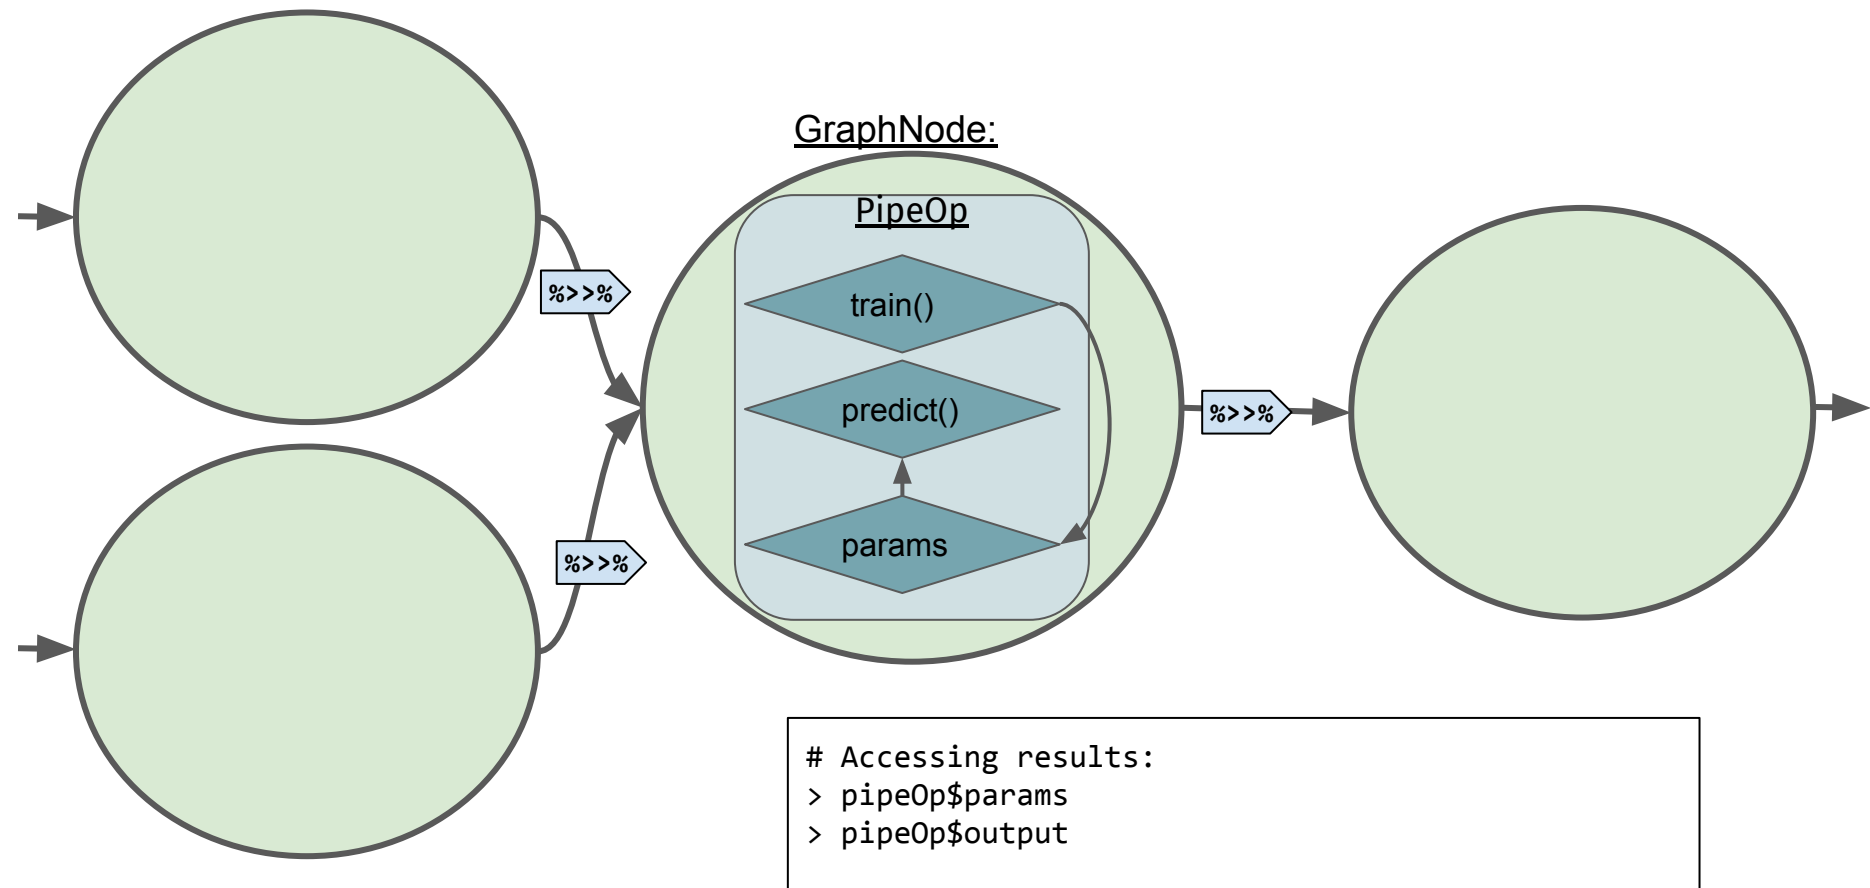 GraphNode:
PipeOp
train()
%>>%
predict()
%>>%
params
%>>%
# Accessing results:
> pipeOp$params
> pipeOp$output